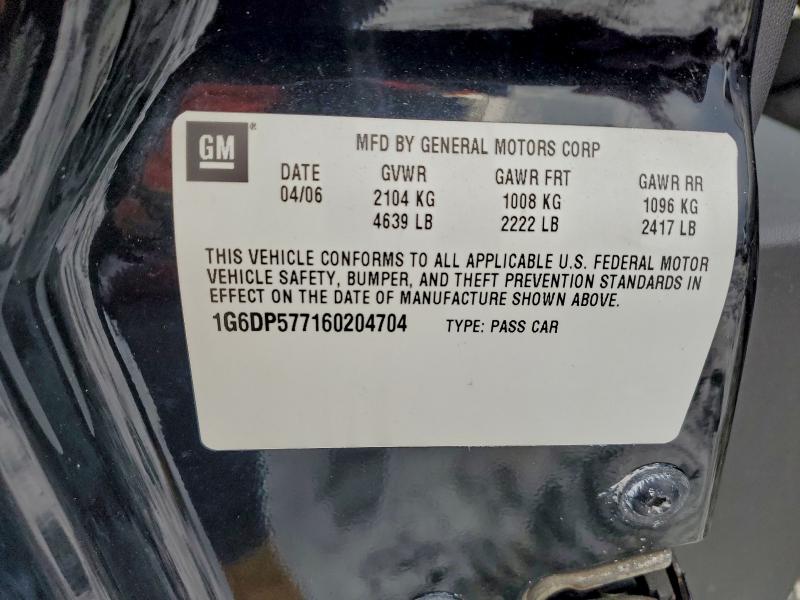 GM®
MFD BY GENERAL MOTORS CORP
DATE GVWR GAWR FRT GAWR RR
04/06 2104 KG 1008 KG 1096 KG
4639 LB 2222 LB 2417 LB
THIS VEHICLE CONFORMS TO ALL APPLICABLE U.S. FEDERAL MOTOR
VEHICLE SAFETY, BUMPER, AND THEFT PREVENTION STANDARDS IN
EFFECT ON THE DATE OF MANUFACTURE SHOWN ABOVE.
1G6DP577160204704 TYPE: PASS CAR